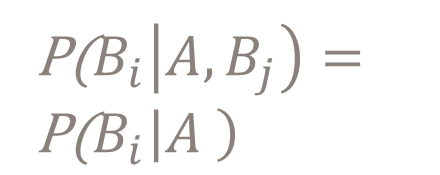 P(B_i|A, B_j) =
P(B_i|A )